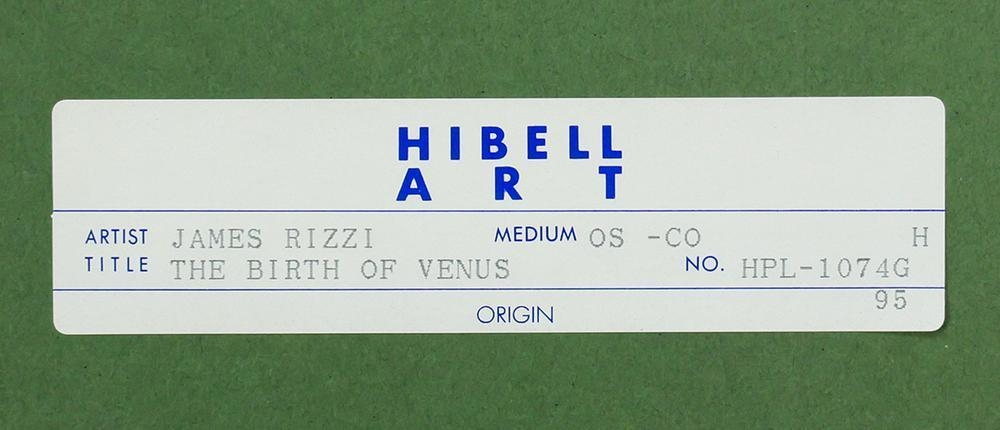 HIBELL
ART
ARTIST JAMES RIZZI MEDIUM OS -CO H
TITLE THE BIRTH OF VENUS NO. HPL-1074G
95
ORIGIN